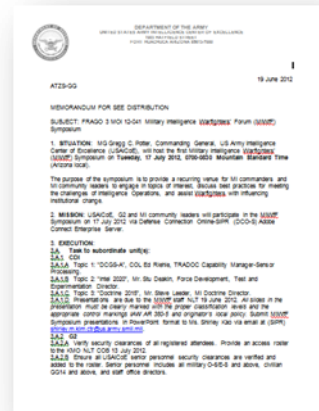 DEPARTMENT OF THE ARMY
UNITED STATES ARMY INTELLIGENCE CENTER OF EXCELLENCE
19 June 2012
ATZS-GG
MEMORANDUM FOR SEE DISTRIBUTION
SUBJECT: FRAGO 3 MOI 12-041 Military Intelligence Warfighters' Forum (MIWfF)
Symposium
1. SITUATION: MG Gregg C. Potter, Commanding General, US Army Intelligence
Center of Excellence (USAICoE), will host the first Military Intelligence Warfighters'
(MIWfF) Symposium on Tuesday, 17 July 2012, 0700-0830 Mountain Standard Time
(Arizona local).
The purpose of the symposium is to provide a recurring venue for MI commanders and
MI community leaders to engage in topics of interest, discuss best practices for meeting
the challenges of Intelligence Operations, and assist Warfighters with influencing
institutional change.
2. MISSION: USAICoE, G2 and MI community leaders will participate in the MIWfF
Symposium on 17 July 2012 via Defense Connection Online-SIPR (DCO-S) Adobe
Connect Enterprise Server.
3. EXECUTION:
3.A. Task to subordinate unit(s):
3.A.1 CDI
3.A.1.A Topic 1: "DCGS-A", COL Ed Riehle, TRADOC Capability Manager-Sensor
Processing.
3.A.1.B Topic 2: "Intel 2020", Mr. Stu Deakin, Force Development, Test and
Experimentation Director.
3.A.1.C Topic 3: "Doctrine 2015", Mr. Steve Leeder, MI Doctrine Director.
3.A.1.D Presentations are due to the MIWfF staff NLT 19 June 2012. All slides in the
presentation must be clearly marked with the proper classification levels and the
appropriate control markings IAW AR 380-5 and originator's local policy. Submit MIWfF
Symposium presentations in PowerPoint format to Ms. Shirley Kias via email at (SIPR)
3.A.2 G2
3.A.2.A Verify security clearances of all registered attendees. Provide an access roster
to the KMO NLT COB 13 July 2012.
3.A.2.B Ensure all USAICoE senior personnel security clearances are verified and
added to the roster. Senior personnel includes all military O-6/E-9 and above, civilian
GG14 and above, and staff office directors.